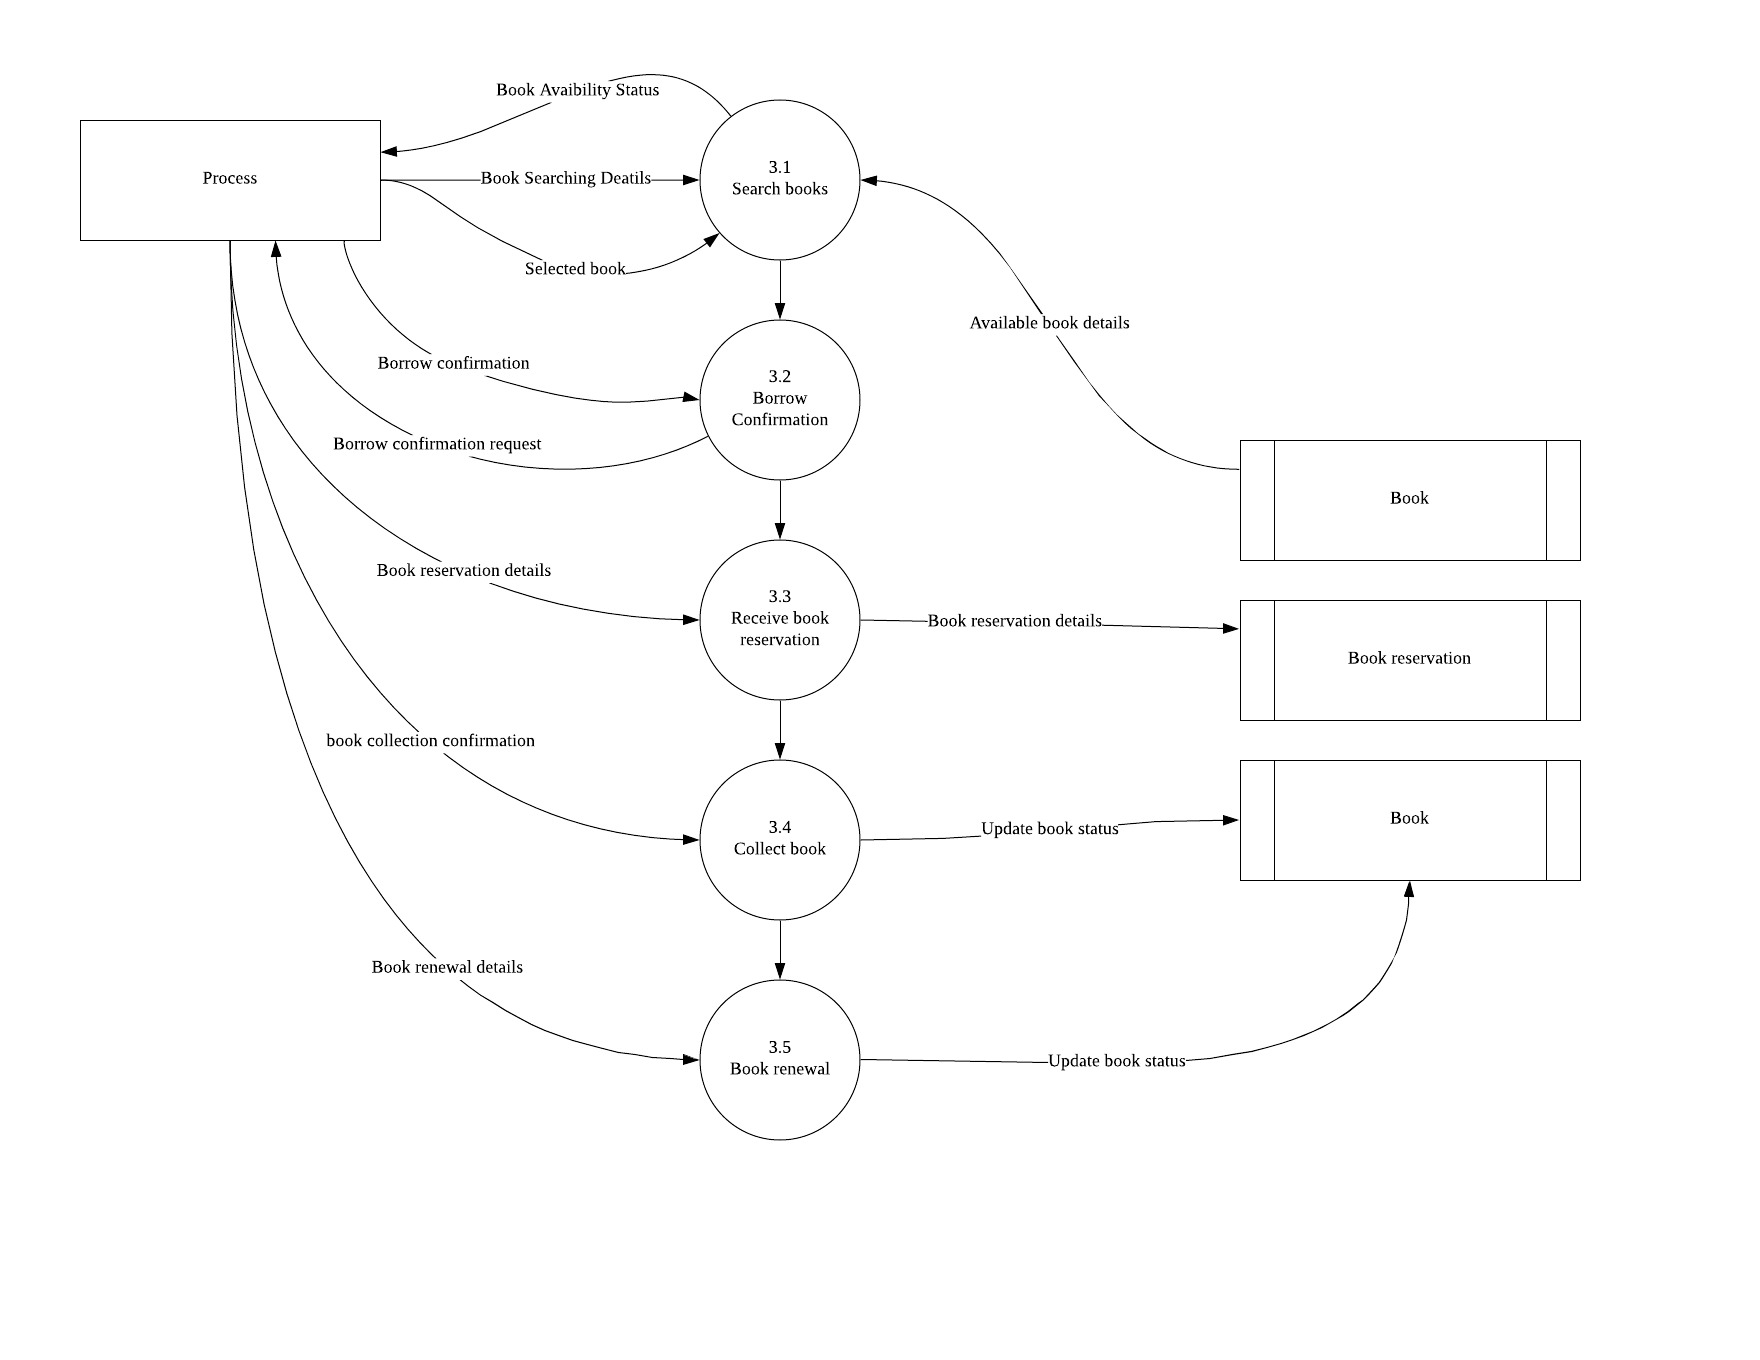 Book Avaibility Status
Process
Book Searching Deatils
3.1
Search books
Selected book
Available book details
Borrow confirmation
3.2
Borrow
Confirmation
Borrow confirmation request
Book
Book reservation details
3.3
Receive book
reservation
Book reservation details
Book reservation
book collection confirmation
3.4
Collect book
Update book status
Book
Book renewal details
3.5
Book renewal
Update book status